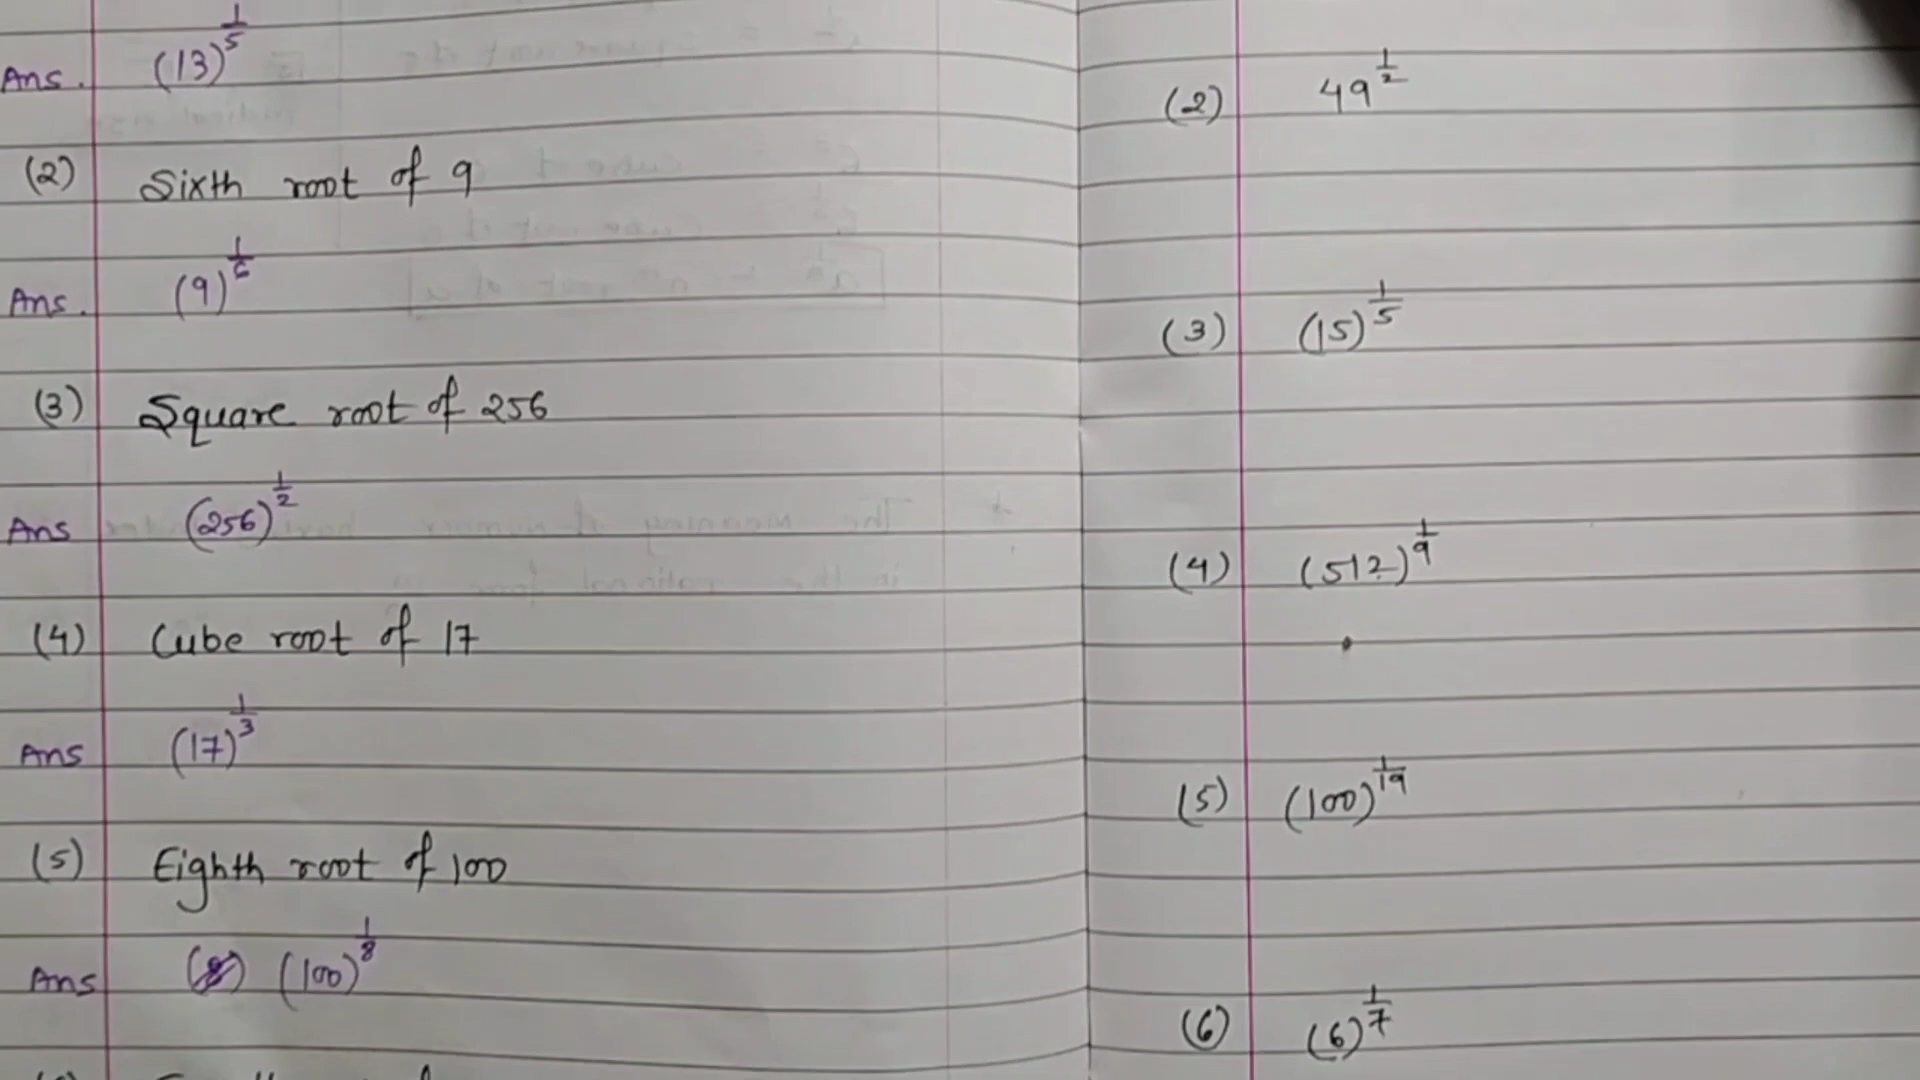 Ans. (13)^1/5
(2) Sixth root of 9
Ans. (9)^1/6
(3) Square root of 256
Ans (256)^1/2
(4) Cube root of 17
Ans (17)^1/3
(5) Eighth root of 100
Ans (100)^1/8
(2) 49^1/2
(3) (15)^1/5
(4) (512)^1/9
(5) (100)^1/19
(6) (6)^1/7